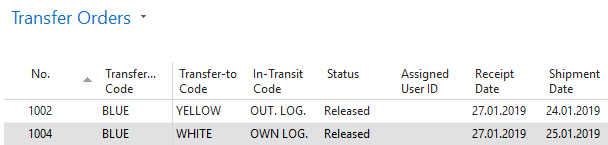 Transfer Orders
No. Transfer... Code Transfer-to Code In-Transit Code Status Assigned User ID Receipt Date Shipment Date
1002 BLUE YELLOW OUT. LOG. Released 27.01.2019 24.01.2019
1004 BLUE WHITE OWN LOG. Released 27.01.2019 25.01.2019